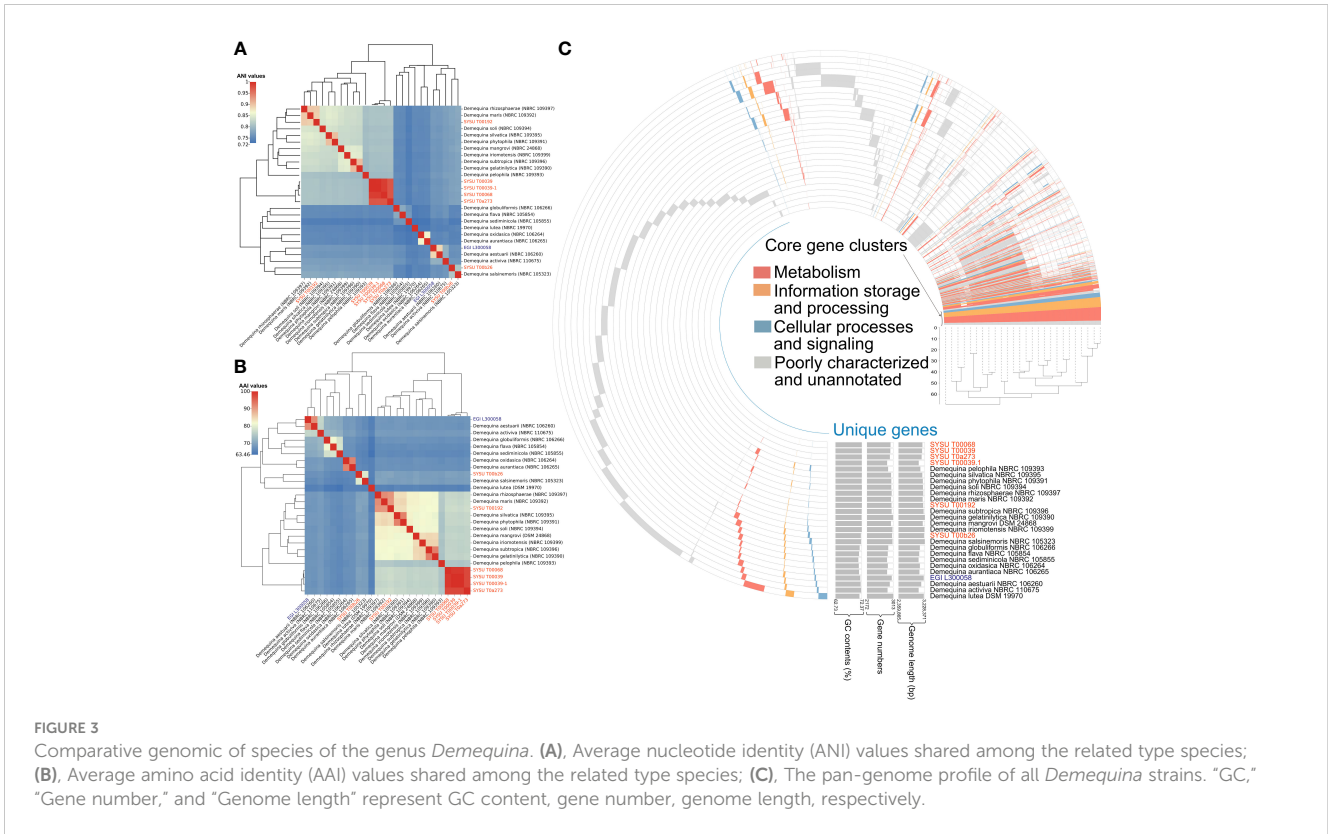 A
ANI values
1
0.95
0.9
0.85
0.8
0.75
0.72
Demequina rhizosphaerae (NBRC 109397)
Demequina maris (NBRC 109392)
SYSU T00192
Demequina soli (NBRC 109394)
Demequina silvatica (NBRC 109395)
Demequina phytophila (NBRC 109391)
Demequina mangrovi (NBRC 24868)
Demequina iriomotensis (NBRC 109399)
Demequina subtropica (NBRC 109396)
Demequina gelatinilytica (NBRC 109390)
Demequina pelophila (NBRC 109393)
SYSU T00039
SYSU T00039-1
SYSU T00068
SYSU T0a273
Demequina globuliformis (NBRC 106266)
Demequina flava (NBRC 105854)
Demequina sediminicola (NBRC 105855)
Demequina lutea (NBRC 19970)
Demequina oxidasica (NBRC 106264)
Demequina aurantiaca (NBRC 106265)
EGI L300058
Demequina aestuarii (NBRC 106260)
Demequina activiva (NBRC 110675)
SYSU T00b26
Demequina salsinemoris (NBRC 105323)
B
AAI values
100
90
80
70
63.46
EGI L300058
Demequina aestuarii (NBRC 106260)
Demequina activiva (NBRC 110675)
Demequina globuliformis (NBRC 106266)
Demequina flava (NBRC 105854)
Demequina sediminicola (NBRC 105855)
Demequina oxidasica (NBRC 106264)
Demequina aurantiaca (NBRC 106265)
SYSU T00b26
Demequina salsinemoris (NBRC 105323)
Demequina lutea (DSM 19970)
Demequina rhizosphaerae (NBRC 109397)
Demequina maris (NBRC 109392)
SYSU T00192
Demequina silvatica (NBRC 109395)
Demequina phytophila (NBRC 109391)
Demequina soli (NBRC 109394)
Demequina mangrovi (DSM 24868)
Demequina iriomotensis (NBRC 109399)
Demequina subtropica (NBRC 109396)
Demequina gelatinilytica (NBRC 109390)
Demequina pelophila (NBRC 109393)
SYSU T00068
SYSU T00039
SYSU T00039-1
SYSU T0a273
C
Core gene clusters
Metabolism
Information storage
and processing
Cellular processes
and signaling
Poorly characterized
and unannotated
0
10
20
30
40
50
60
Unique genes
SYSU T00068
SYSU T00039
SYSU T0a273
SYSU T00039.1
Demequina pelophila NBRC 109393
Demequina silvatica NBRC 109395
Demequina phytophila NBRC 109391
Demequina soli NBRC 109394
Demequina rhizosphaerae NBRC 109397
Demequina maris NBRC 109392
SYSU T00192
Demequina subtropica NBRC 109396
Demequina gelatinilytica NBRC 109390
Demequina mangrovi DSM 24868
Demequina iriomotensis NBRC 109399
SYSU T00b26
Demequina salsinemoris NBRC 105323
Demequina globuliformis NBRC 106266
Demequina flava NBRC 105854
Demequina sediminicola NBRC 105855
Demequina oxidasica NBRC 106264
Demequina aurantiaca NBRC 106265
EGI L300058
Demequina aestuarii NBRC 106260
Demequina activiva NBRC 110675
Demequina lutea DSM 19970
GC contents (%)
Gene numbers
Genome length (bp)
FIGURE 3
Comparative genomic of species of the genus Demequina. (A), Average nucleotide identity (ANI) values shared among the related type species;
(B), Average amino acid identity (AAI) values shared among the related type species; (C), The pan-genome profile of all Demequina strains. “GC,”
“Gene number,” and “Genome length” represent GC content, gene number, genome length, respectively.